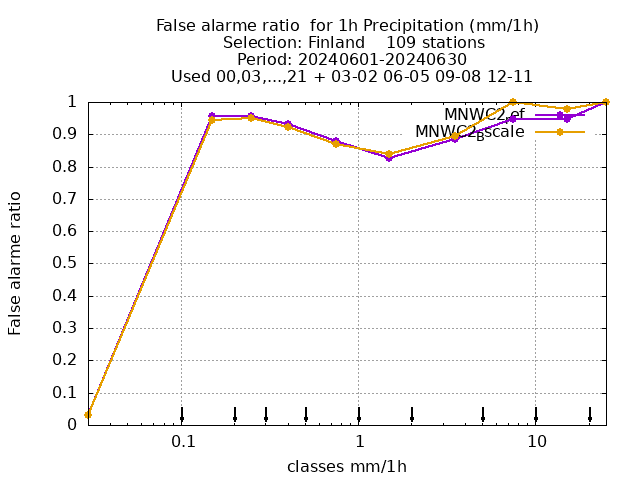 False alarme ratio  for 1h Precipitation (mm/1h)
Selection: Finland    109 stations
Period: 20240601-20240630
Used 00,03,...,21 + 03-02 06-05 09-08 12-11
1
0.9
0.8
0.7
0.6
0.5
0.4
0.3
0.2
0.1
0
False alarme ratio
0.1
1
10
classes mm/1h